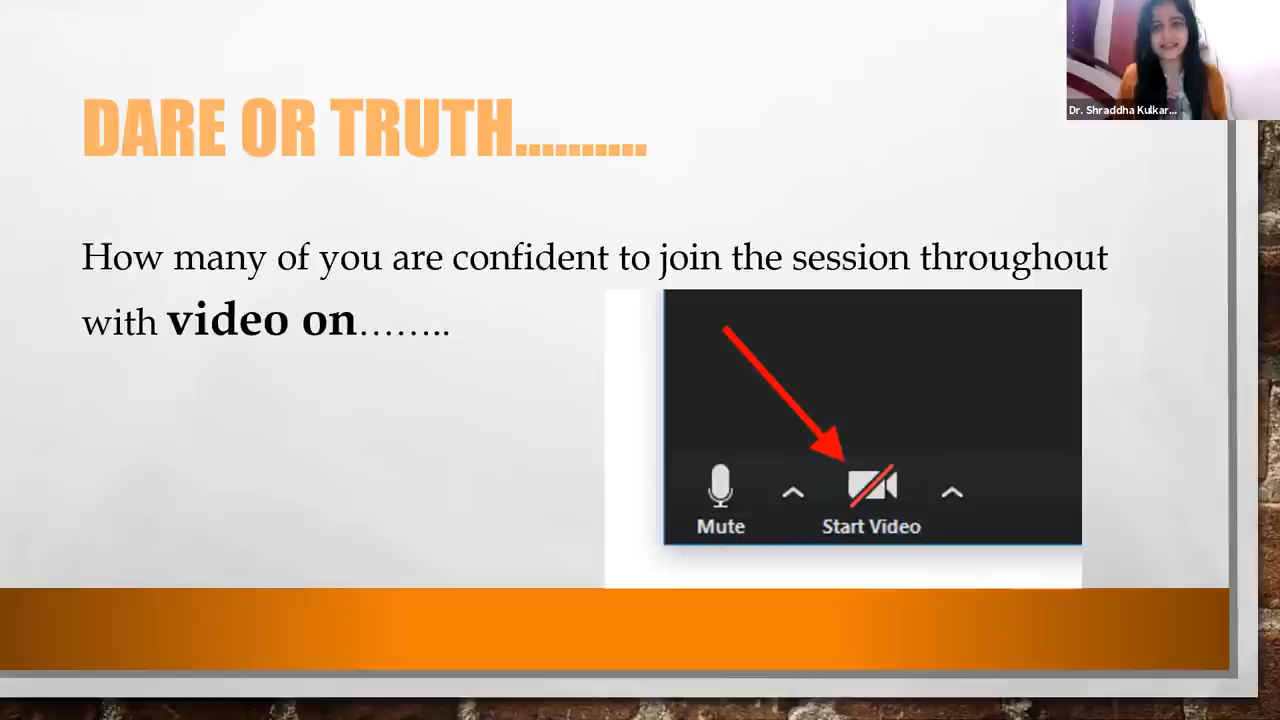 DARE OR TRUTH..........
How many of you are confident to join the session throughout
with video on……..
Mute
Start Video
Dr. Shraddha Kulkar...